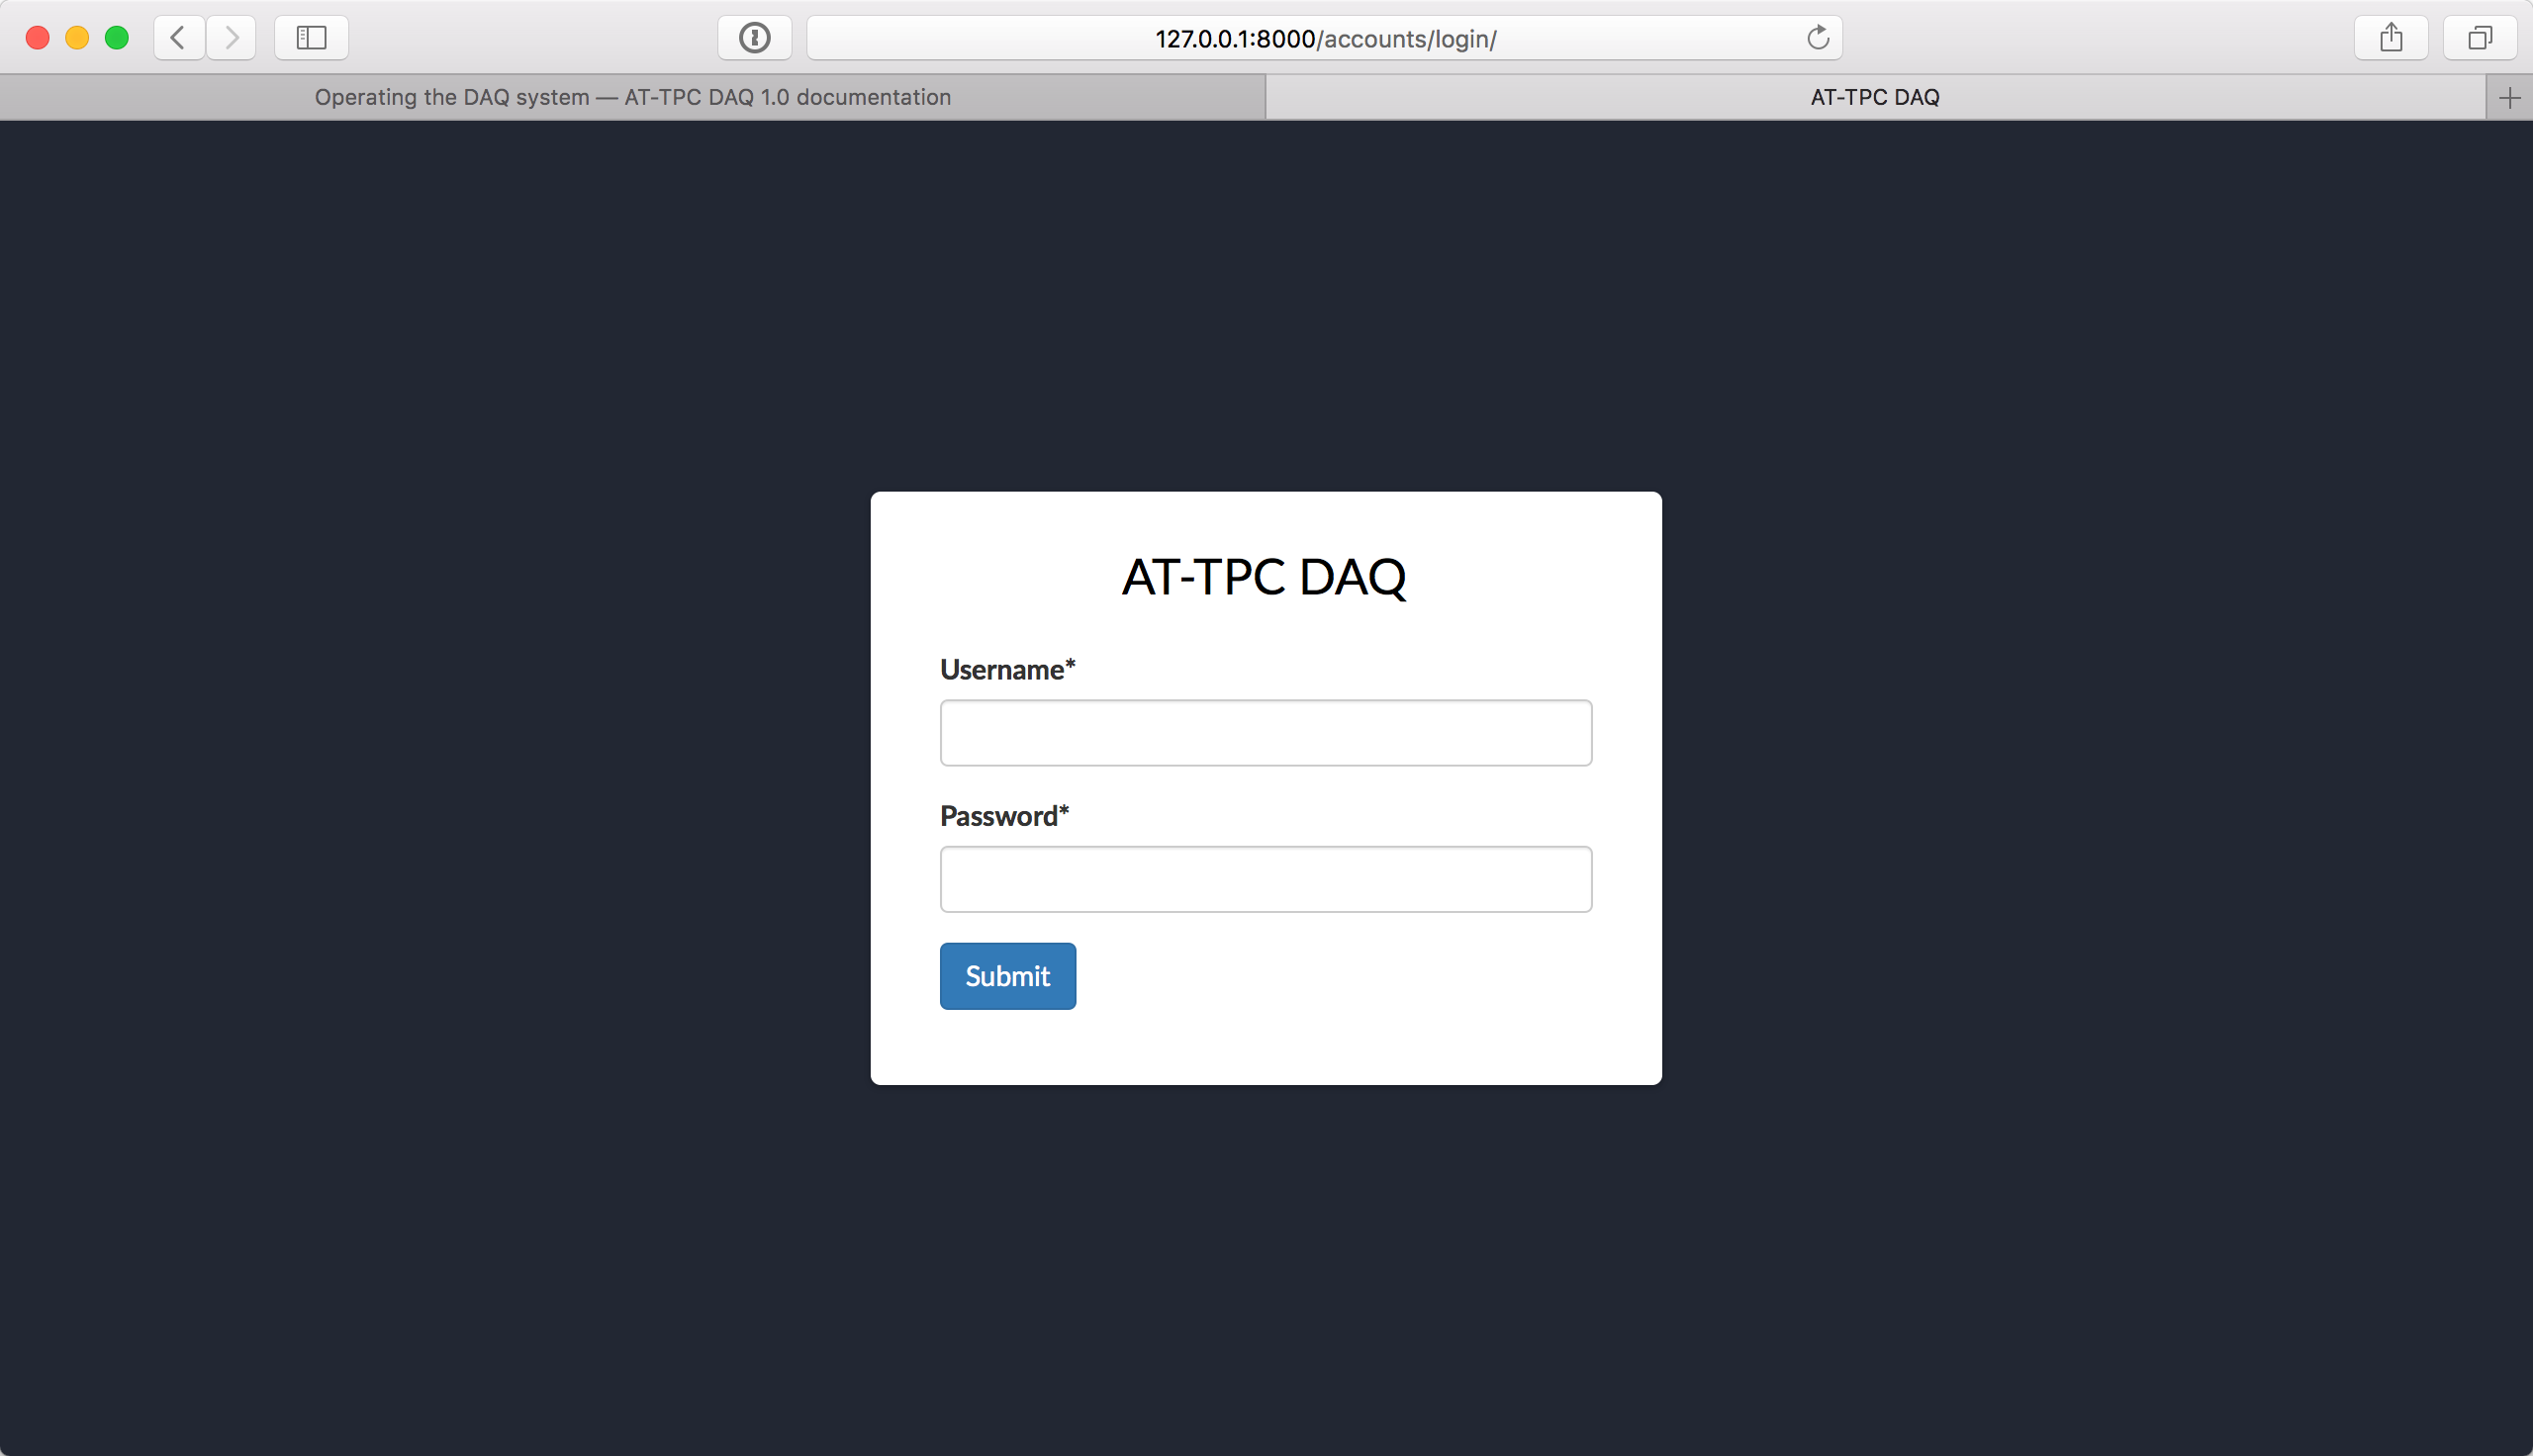 127.0.0.1:8000/accounts/login/
Operating the DAQ system — AT-TPC DAQ 1.0 documentation
AT-TPC DAQ
AT-TPC DAQ
Username*
Password*
Submit